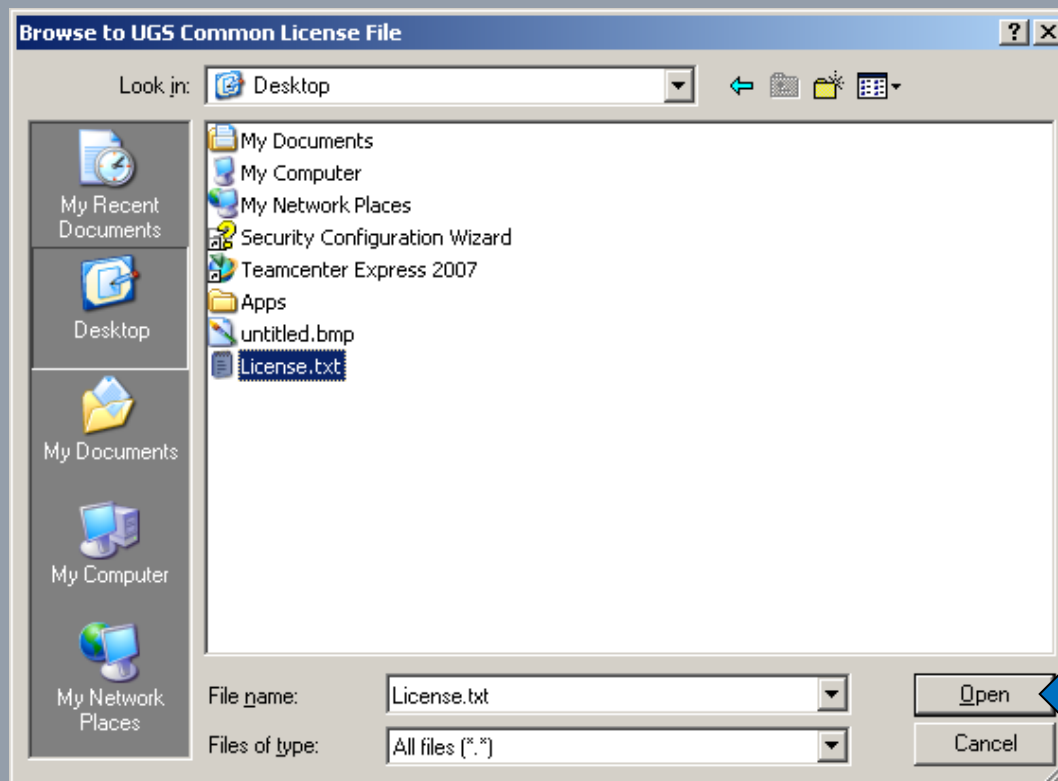 Browse to UGS Common License File
Look in:
Desktop
My Recent
Documents
Desktop
My Documents
My Computer
My Network
Places
My Documents
My Computer
My Network Places
Security Configuration Wizard
Teamcenter Express 2007
Apps
untitled.bmp
License.txt
File name:
License.txt
Open
Files of type:
All files (*.*)
Cancel